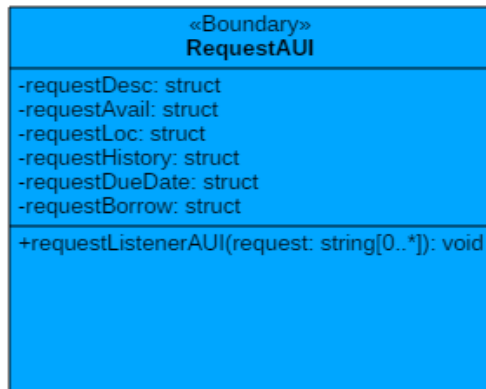 «Boundary»
RequestAUI
-requestDesc: struct
-requestAvail: struct
-requestLoc: struct
-requestHistory: struct
-requestDueDate: struct
-requestBorrow: struct
+requestListenerAUI(request: string[0..*]): void